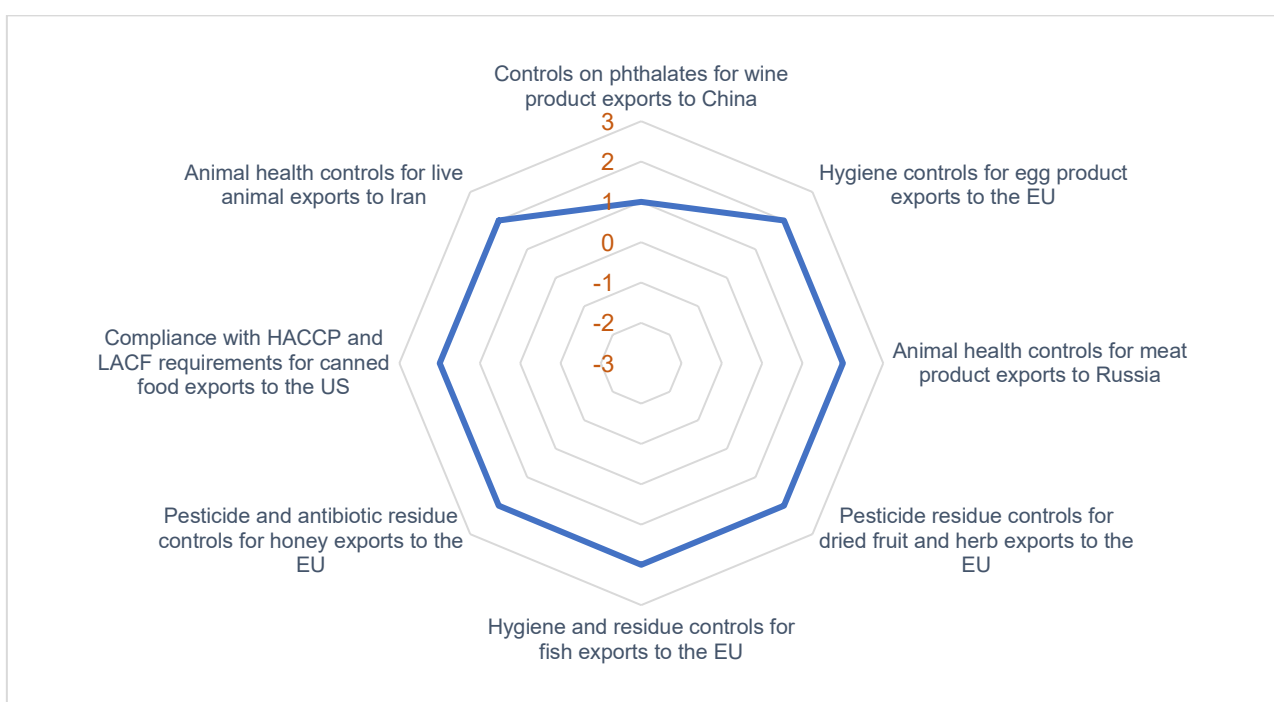 Controls on phthalates for wine
product exports to China
3
2
1
0
-1
-2
-3
Hygiene controls for egg product
exports to the EU
Animal health controls for meat
product exports to Russia
Pesticide residue controls for
dried fruit and herb exports to the
EU
Hygiene and residue controls for
fish exports to the EU
Pesticide and antibiotic residue
controls for honey exports to the
EU
Compliance with HACCP and
LACF requirements for canned
food exports to the US
Animal health controls for live
animal exports to Iran